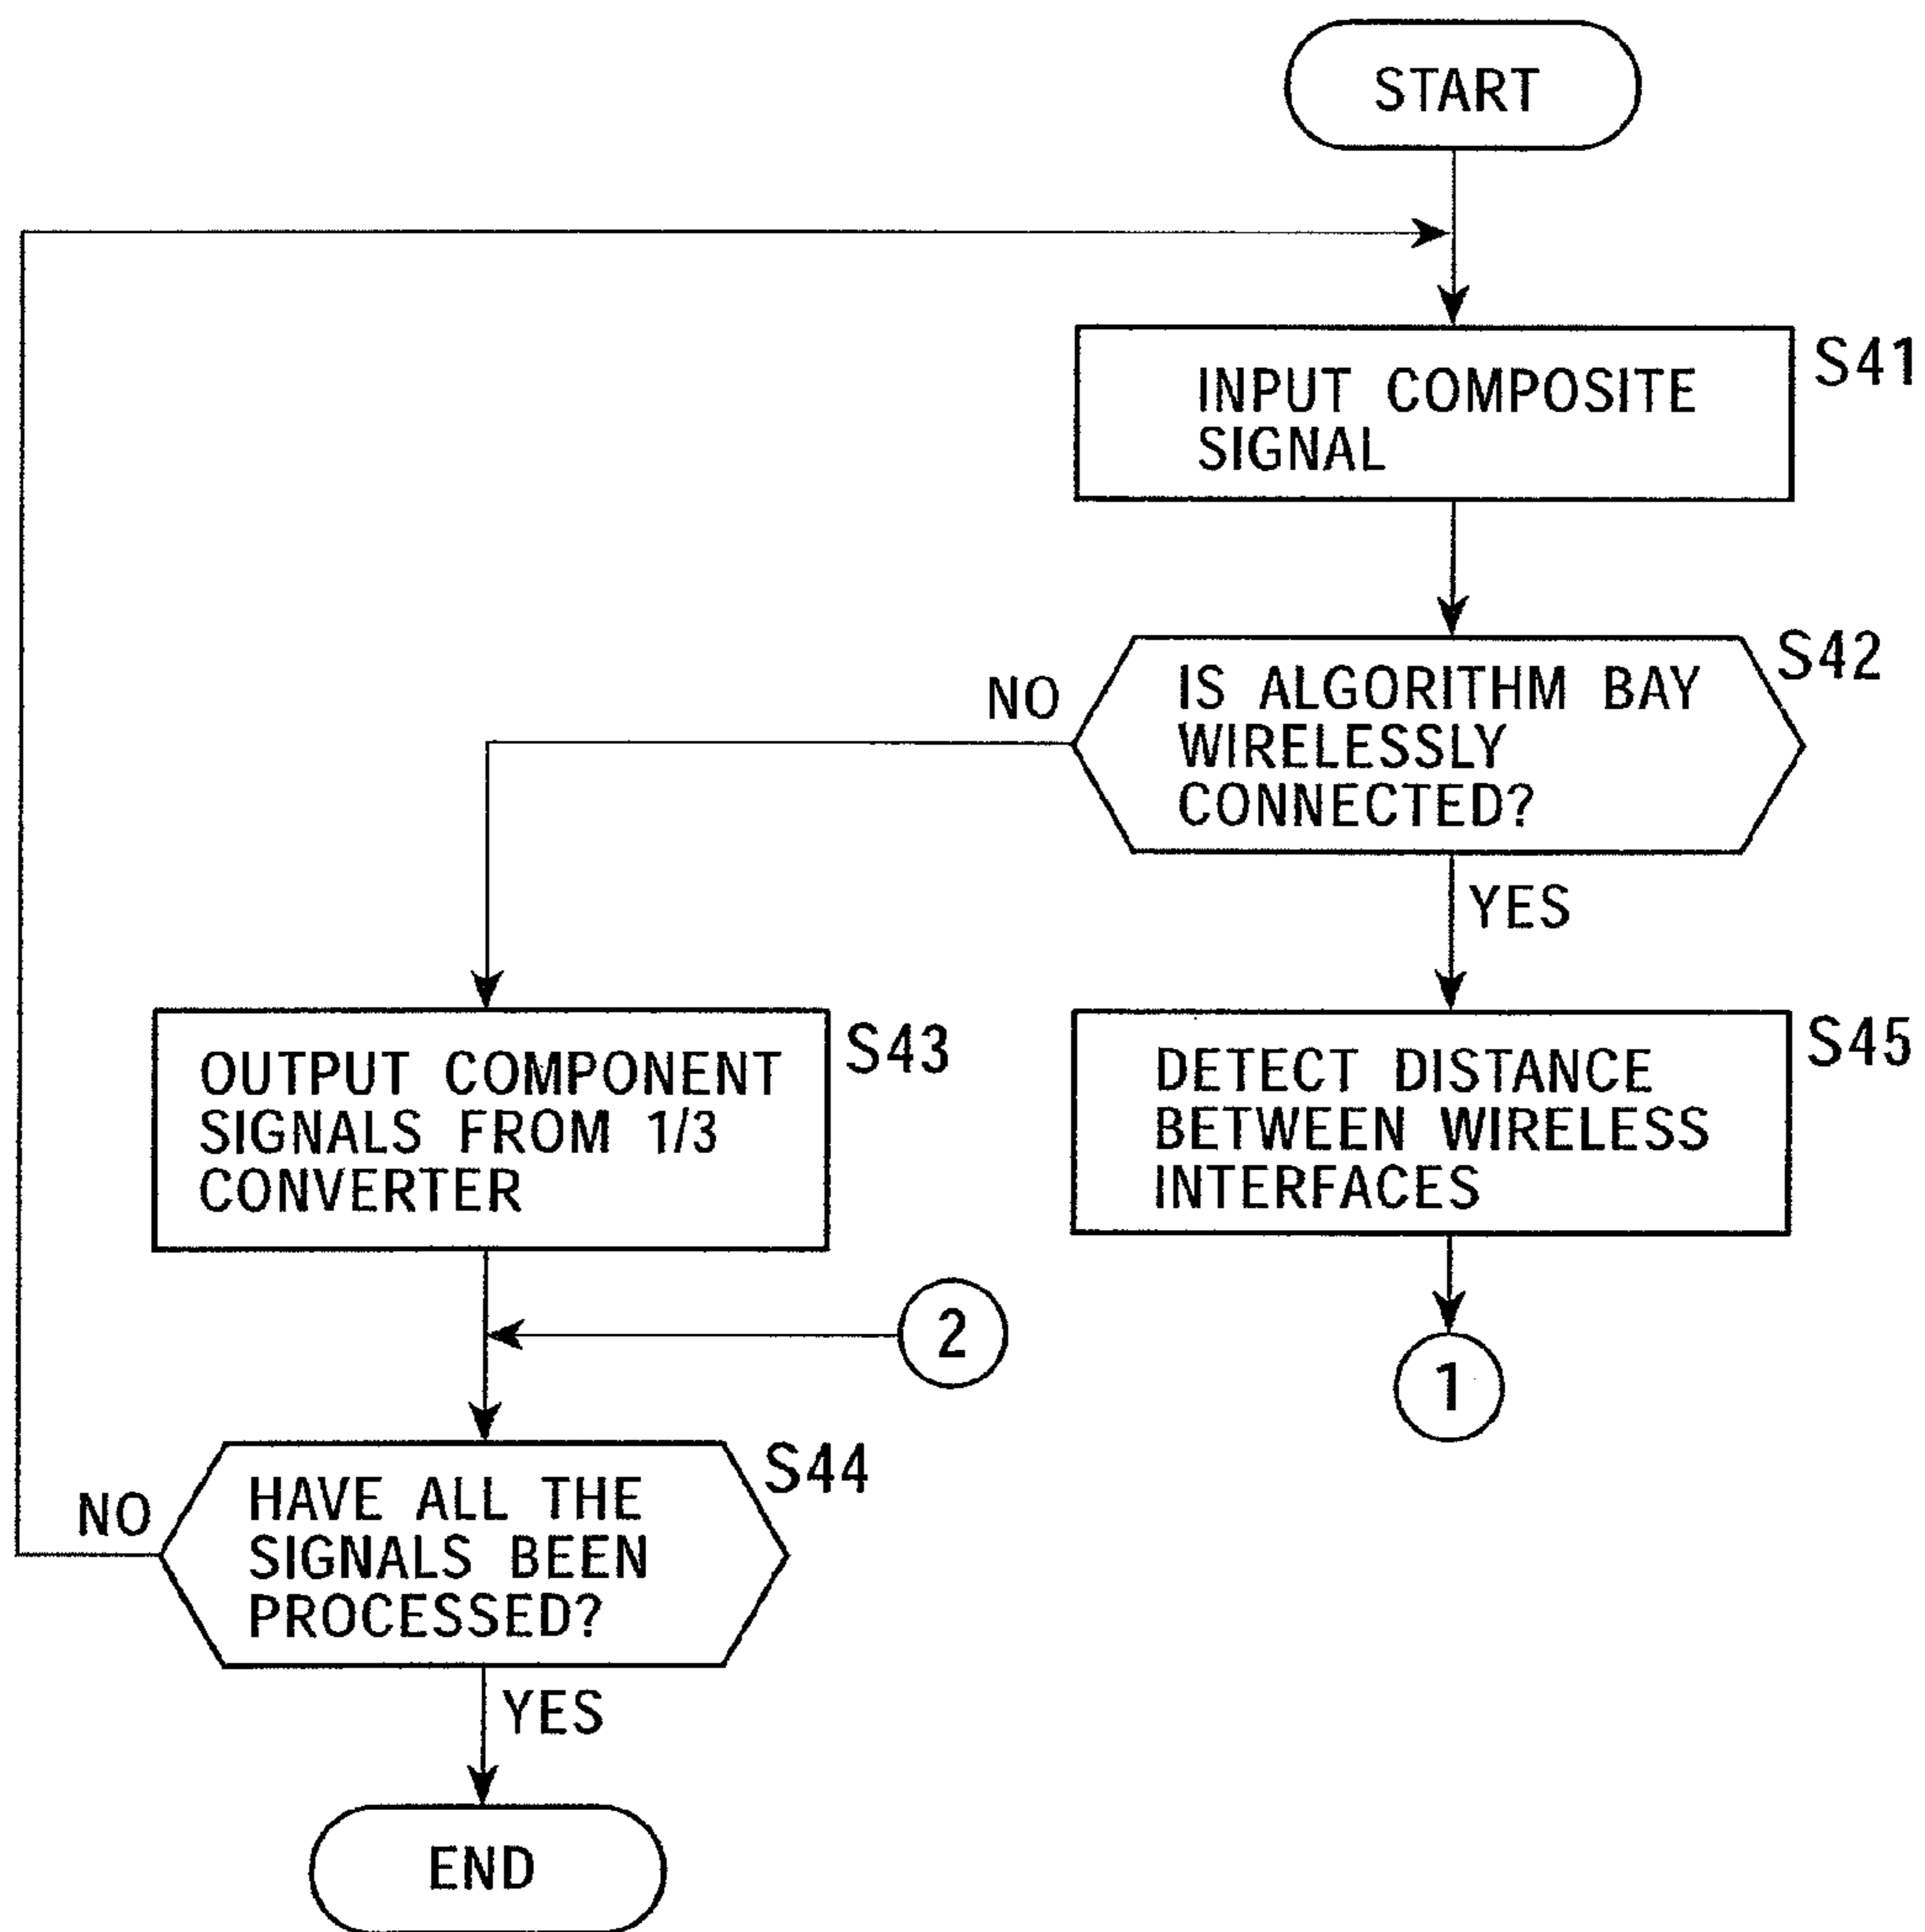 START
S41
INPUT COMPOSITE
SIGNAL
S42
IS ALGORITHM BAY
WIRELESSLY
CONNECTED?
NO
YES
S43
OUTPUT COMPONENT
SIGNALS FROM 1/3
CONVERTER
S45
DETECT DISTANCE
BETWEEN WIRELESS
INTERFACES
2
1
S44
HAVE ALL THE
SIGNALS BEEN
PROCESSED?
NO
YES
END